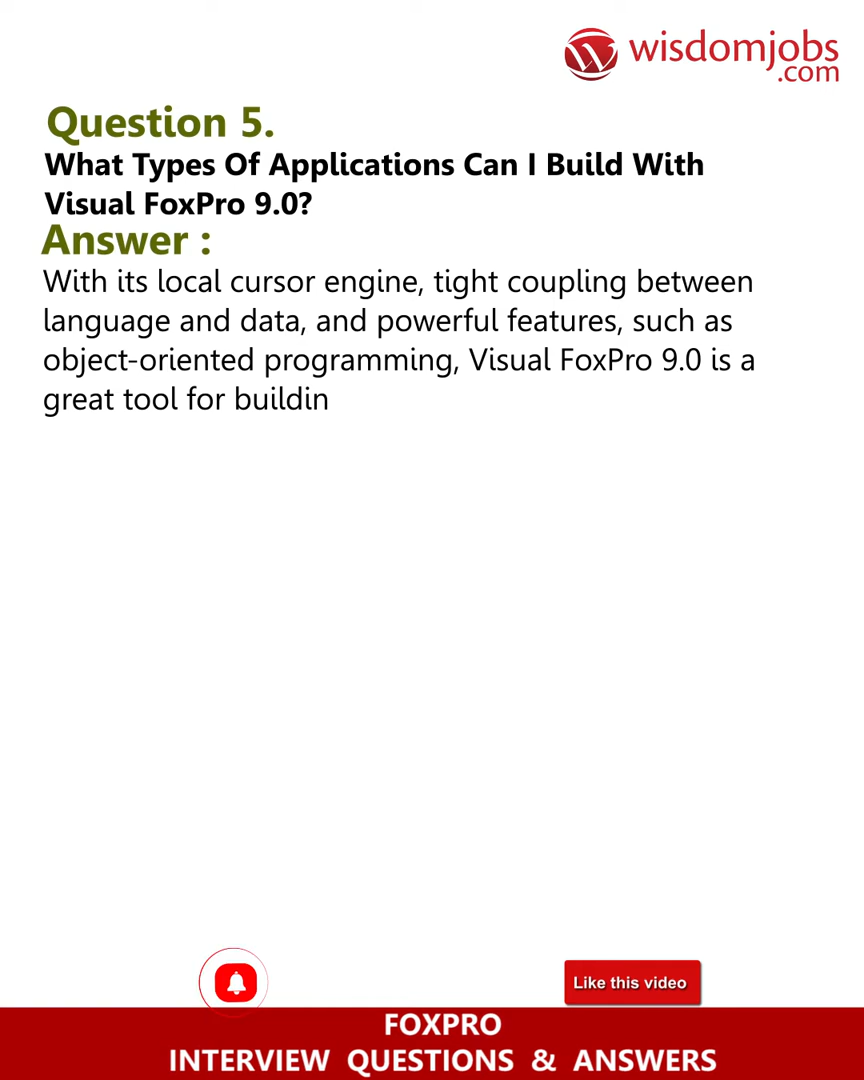 wisdomjobs
.com
Question 5.
What Types Of Applications Can I Build With
Visual FoxPro 9.0?
Answer :
With its local cursor engine, tight coupling between
language and data, and powerful features, such as
object-oriented programming, Visual FoxPro 9.0 is a
great tool for buildin
Like this video
FOXPRO
INTERVIEW QUESTIONS & ANSWERS